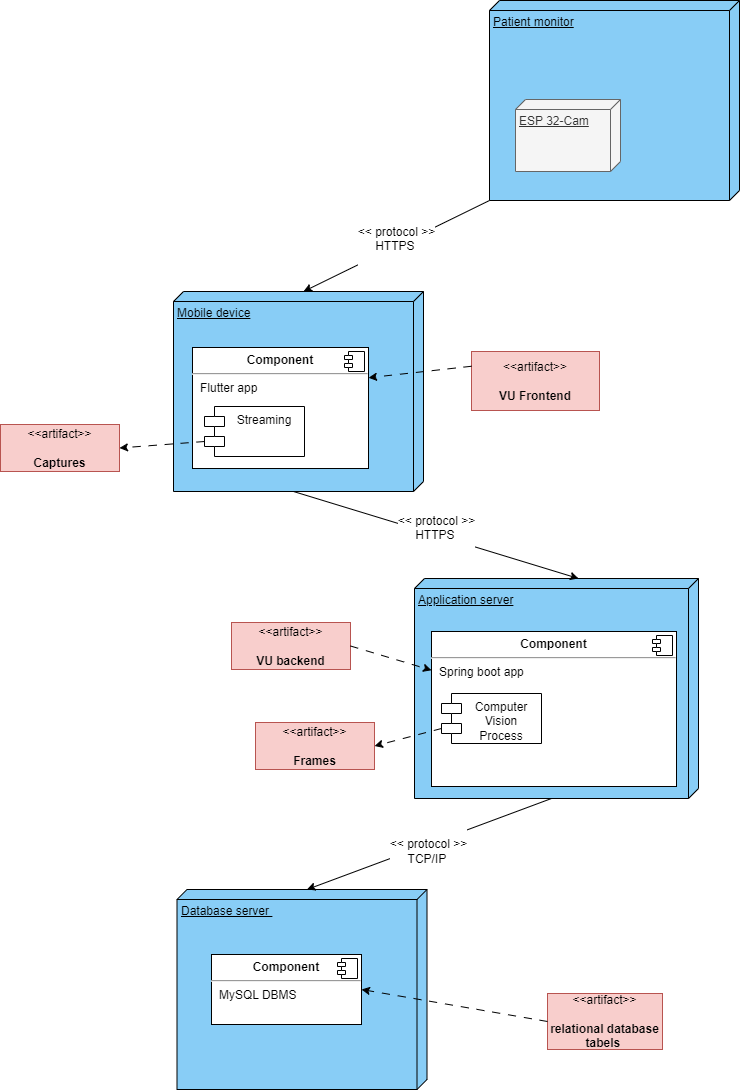 Patient monitor
ESP 32-Cam
<< protocol >>
HTTPS
Mobile device
Component
Flutter app
Streaming
<<artifact>>
VU Frontend
<<artifact>>
Captures
<< protocol >>
HTTPS
Application server
Component
Spring boot app
Computer
Vision
Process
<<artifact>>
VU backend
<<artifact>>
Frames
<< protocol >>
TCP/IP
Database server
Component
MySQL DBMS
<<artifact>>
relational database
tabels